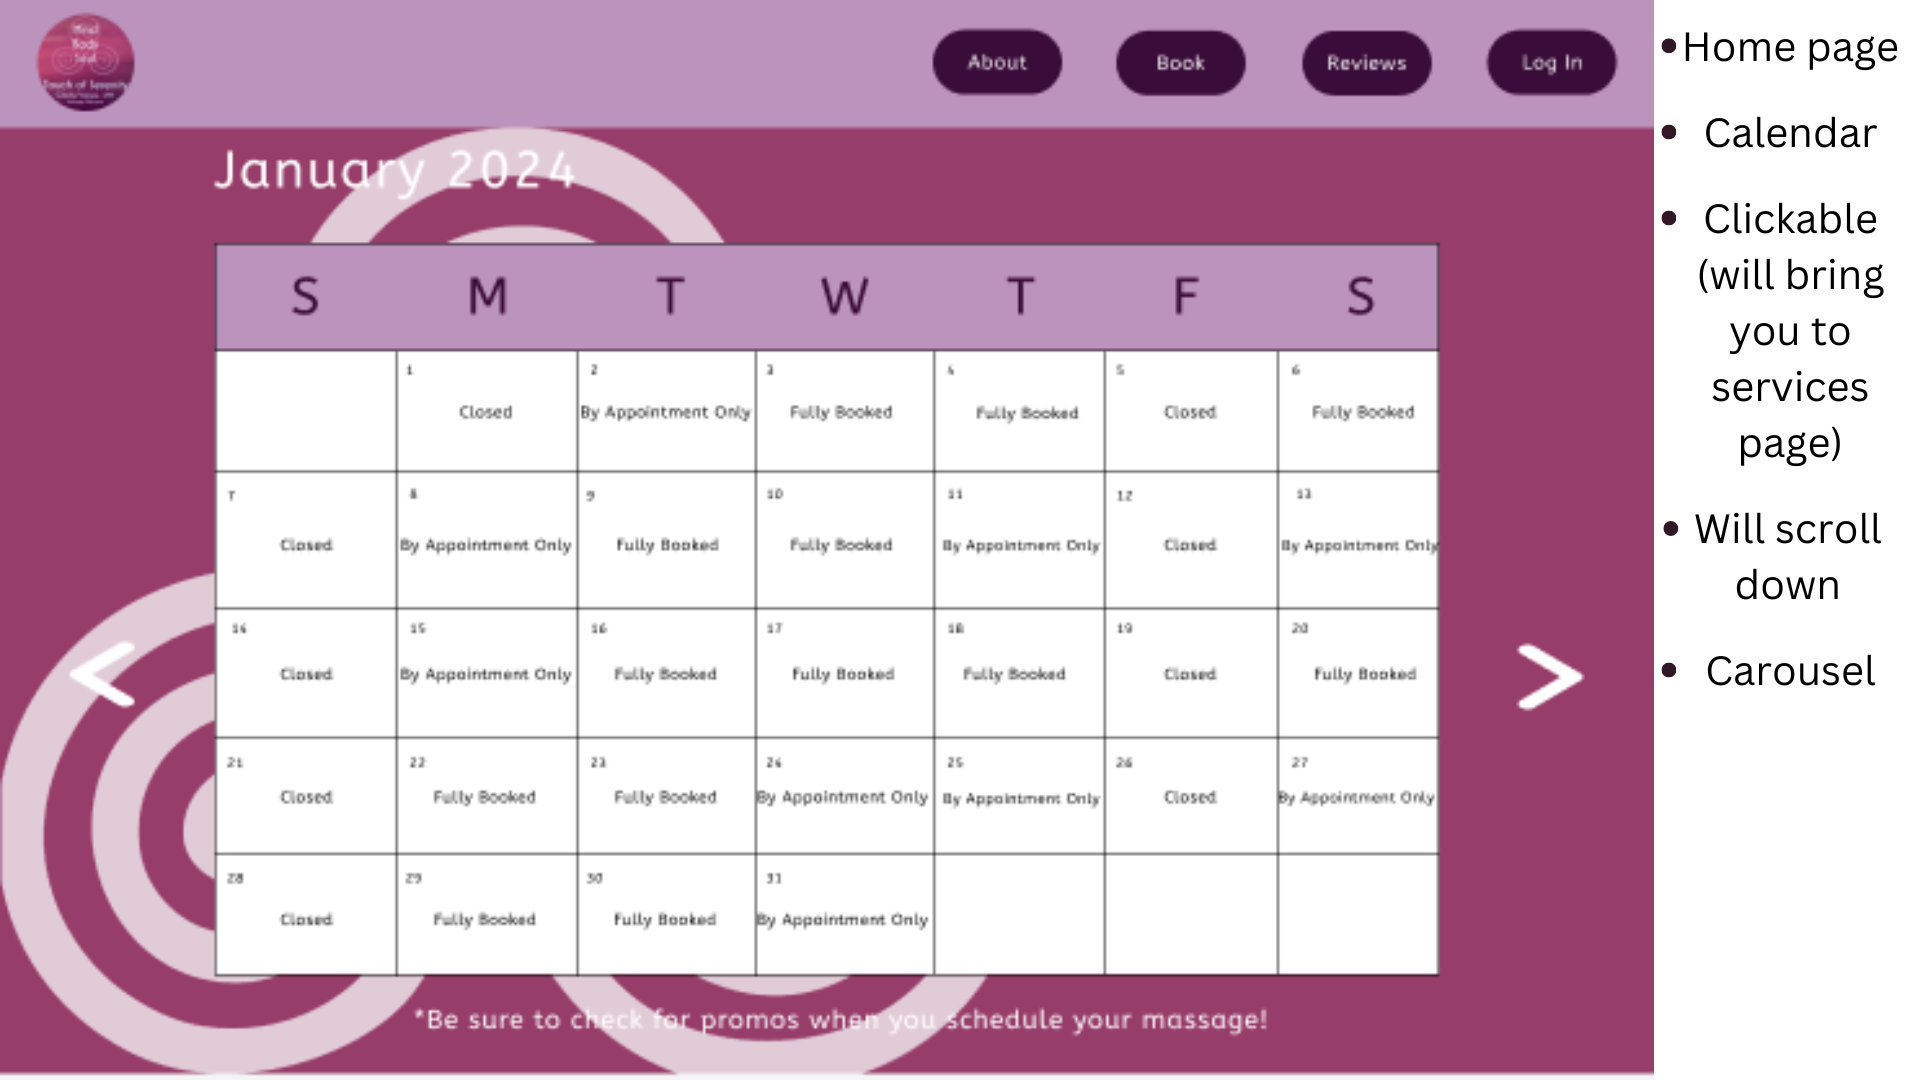 Mind
Body
Soul
Touch of Serenity
About
Book
Reviews
Log In
January 2024
S M T W T F S
1 2 3 4 5 6
Closed By Appointment Only Fully Booked Fully Booked Closed Fully Booked
7 8 9 10 11 12 13
Closed By Appointment Only Fully Booked Fully Booked By Appointment Only Closed By Appointment Only
14 15 16 17 18 19 20
Closed By Appointment Only Fully Booked Fully Booked Fully Booked Closed Fully Booked
21 22 23 24 25 26 27
Closed Fully Booked Fully Booked By Appointment Only By Appointment Only Closed By Appointment Only
28 29 30 31
Closed Fully Booked Fully Booked By Appointment Only
<
>
*Be sure to check for promos when you schedule your massage!
•Home page
• Calendar
• Clickable
(will bring
you to
services
page)
• Will scroll
down
• Carousel